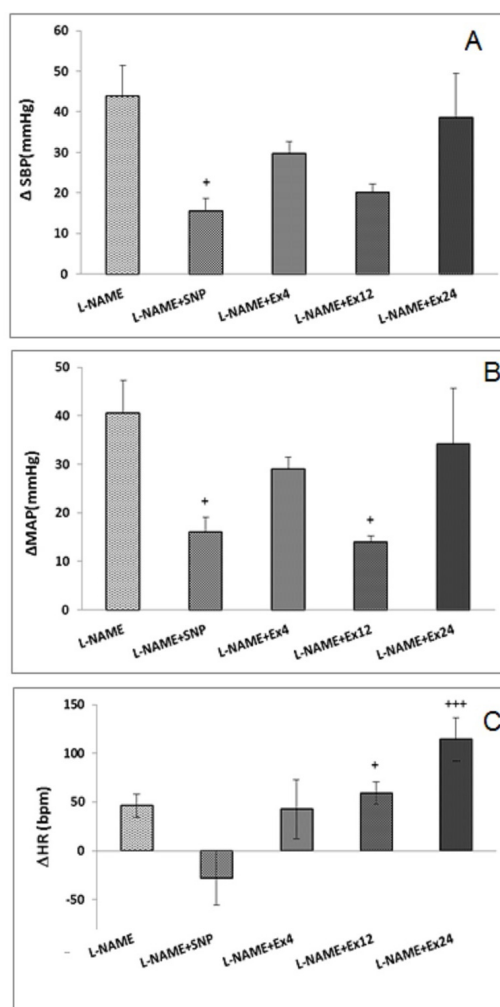 A
Δ SBP(mmHg)
60
50
40
30
20
10
0
+
L-NAME
L-NAME+SNP
L-NAME+Ex4
L-NAME+Ex12
L-NAME+Ex24
B
ΔMAP(mmHg)
50
40
30
20
10
0
+
+
L-NAME
L-NAME+SNP
L-NAME+Ex4
L-NAME+Ex12
L-NAME+Ex24
C
ΔHR (bpm)
150
100
50
0
-50
+
+++
L-NAME
L-NAME+SNP
L-NAME+Ex4
L-NAME+Ex12
L-NAME+Ex24